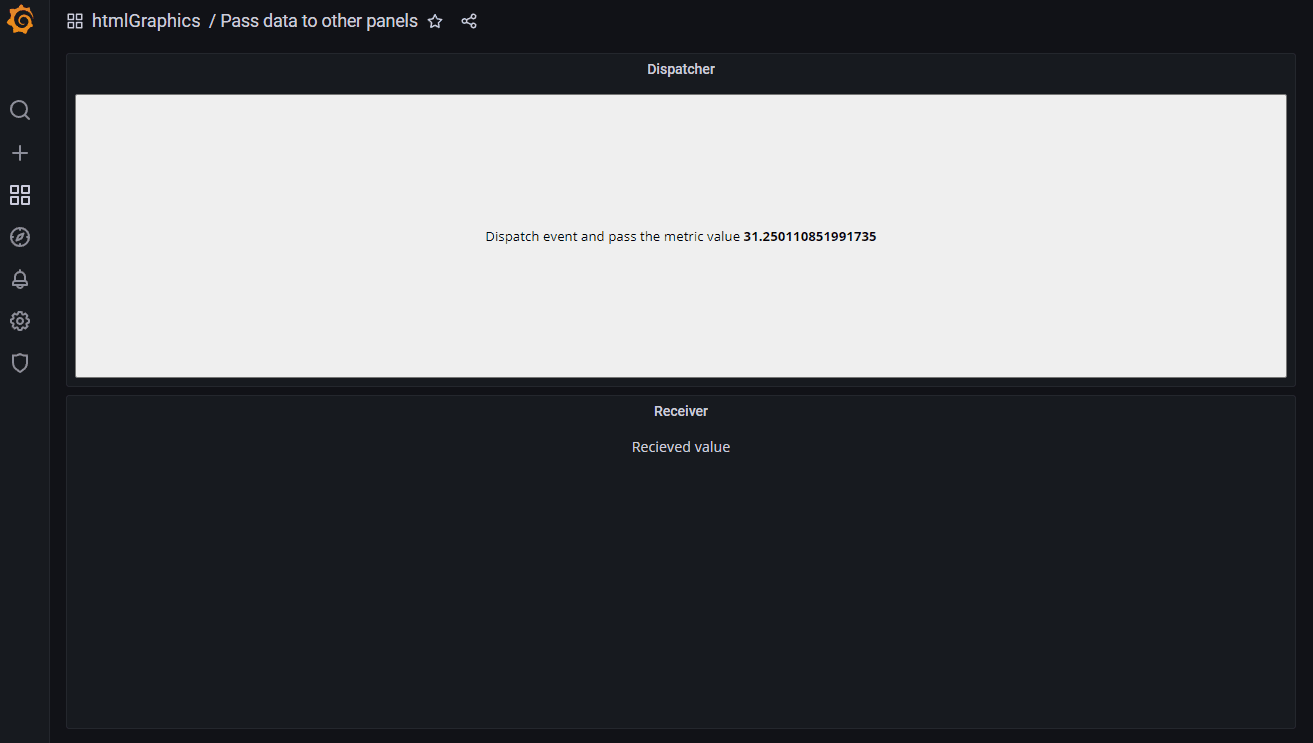 htmlGraphics / Pass data to other panels
Dispatcher
Dispatch event and pass the metric value 31.250110851991735
Receiver
Recieved value